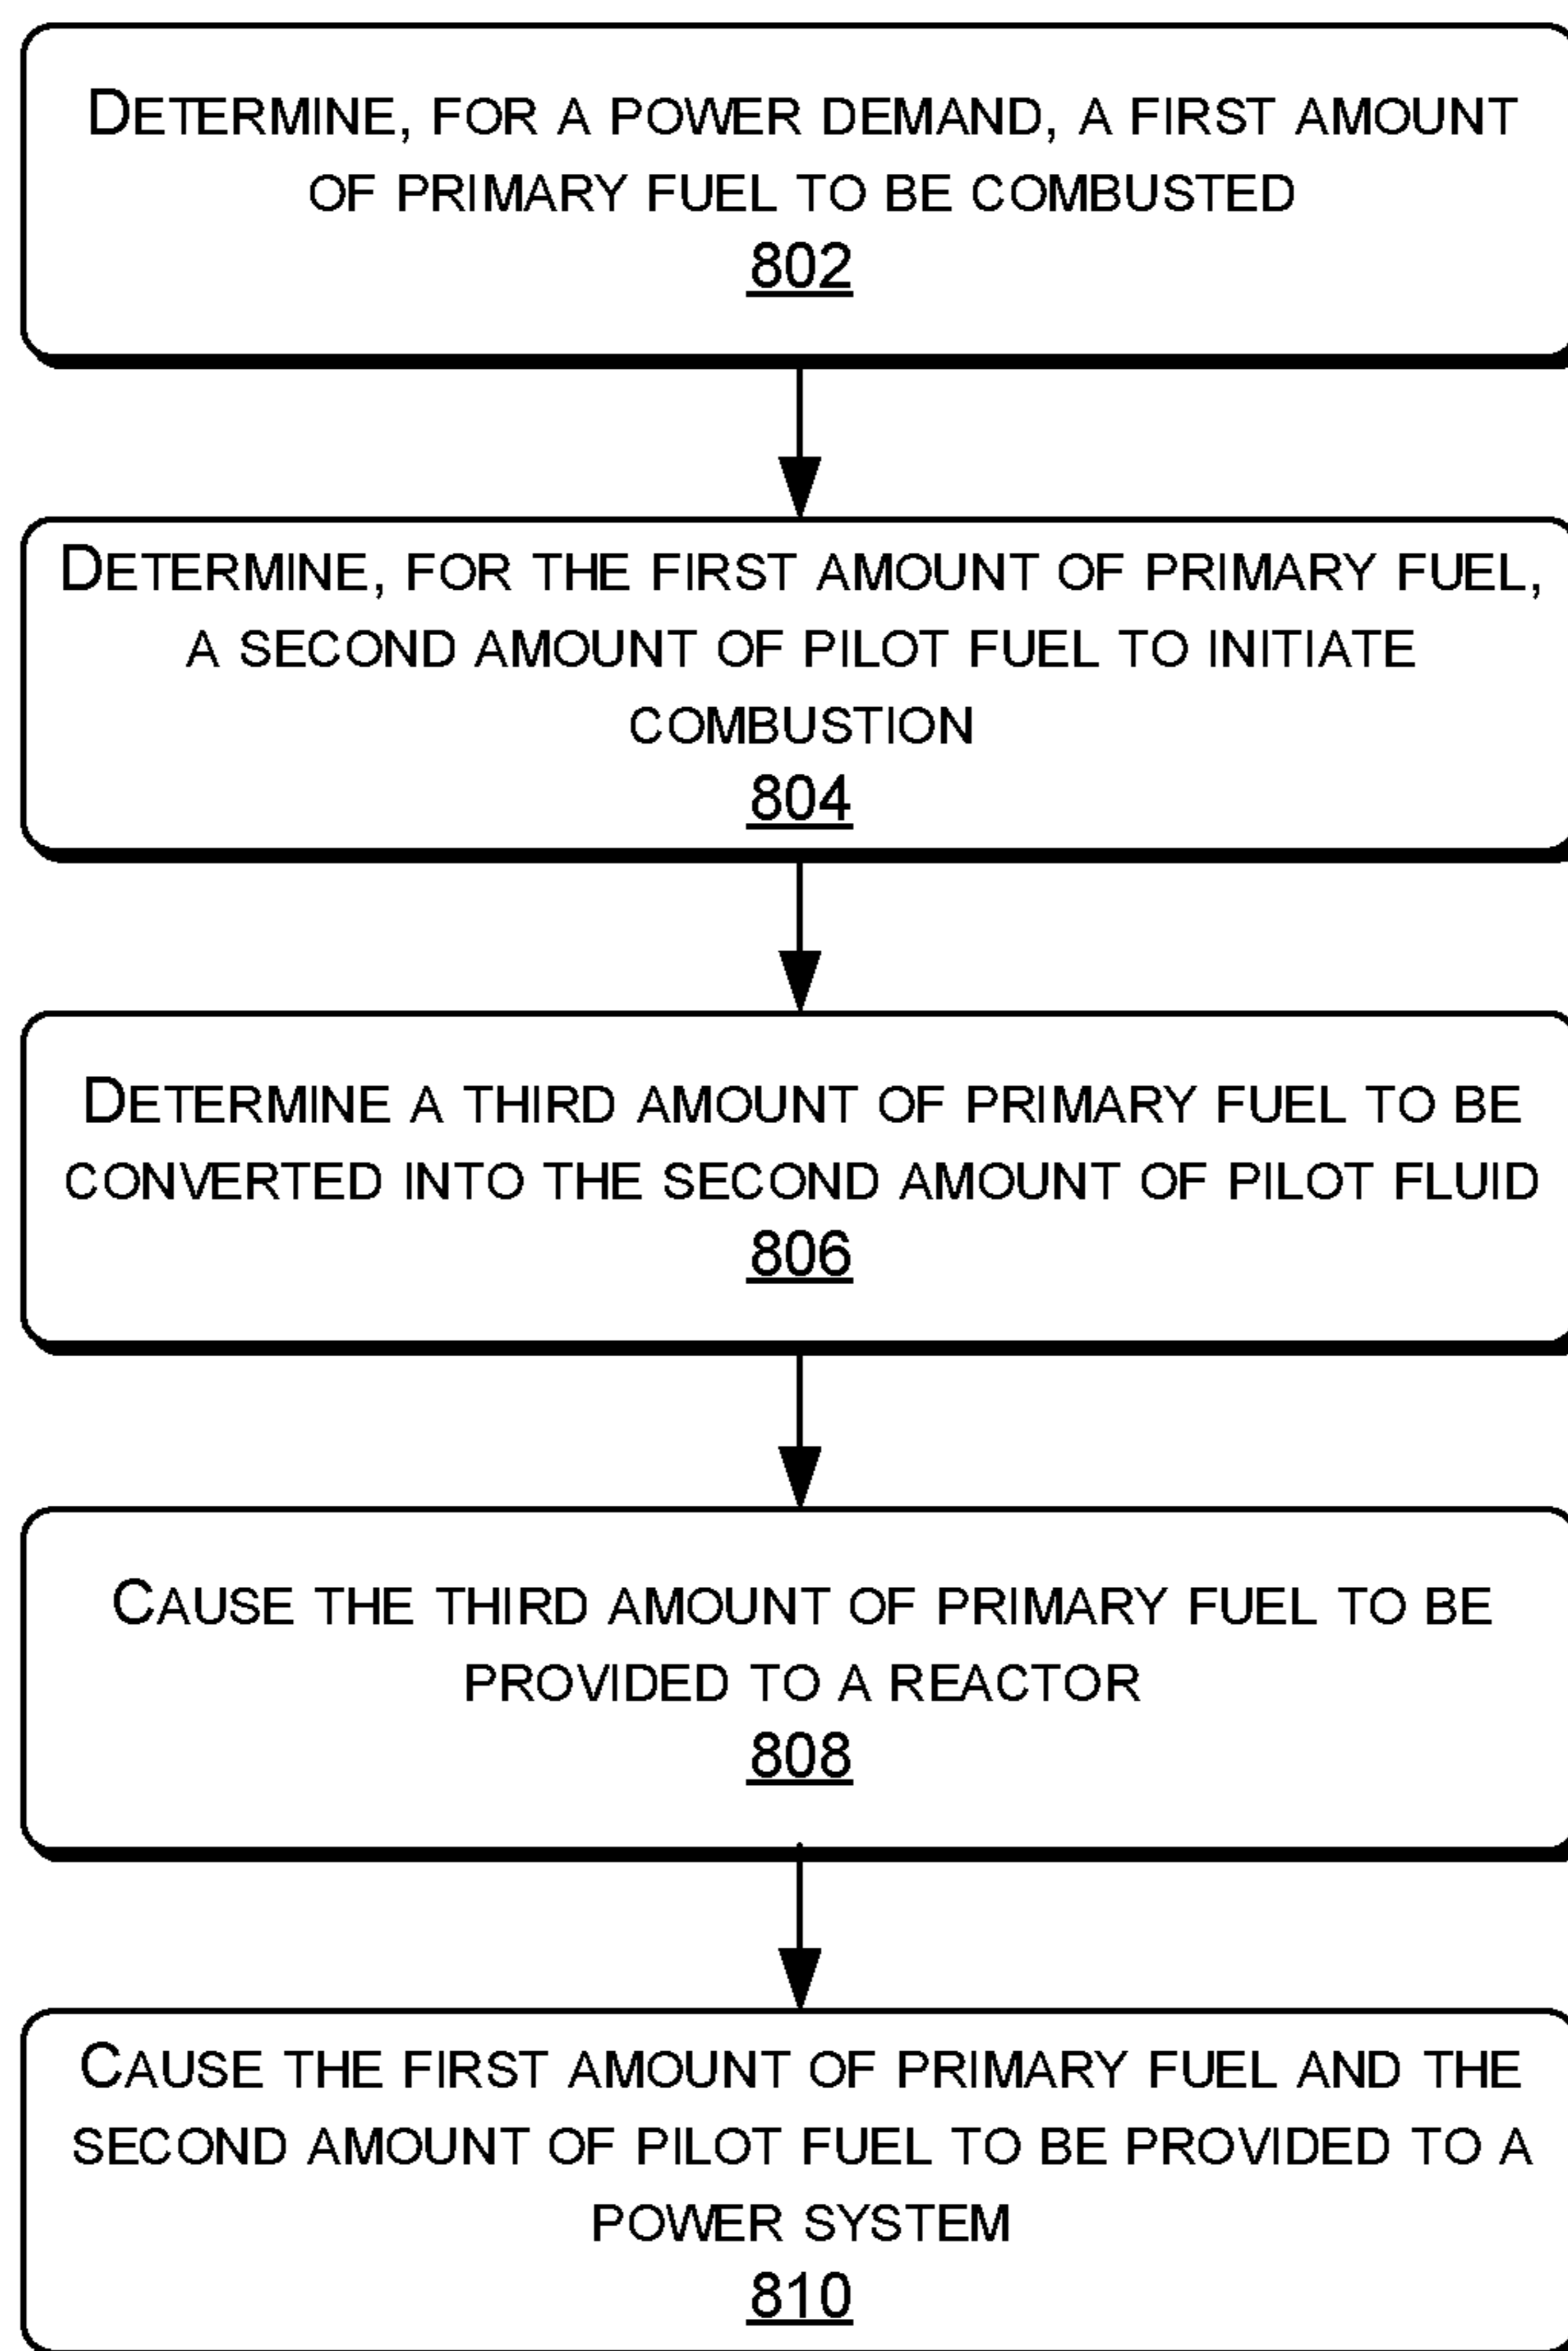 DETERMINE, FOR A POWER DEMAND, A FIRST AMOUNT
OF PRIMARY FUEL TO BE COMBUSTED
802
DETERMINE, FOR THE FIRST AMOUNT OF PRIMARY FUEL,
A SECOND AMOUNT OF PILOT FUEL TO INITIATE
COMBUSTION
804
DETERMINE A THIRD AMOUNT OF PRIMARY FUEL TO BE
CONVERTED INTO THE SECOND AMOUNT OF PILOT FLUID
806
CAUSE THE THIRD AMOUNT OF PRIMARY FUEL TO BE
PROVIDED TO A REACTOR
808
CAUSE THE FIRST AMOUNT OF PRIMARY FUEL AND THE
SECOND AMOUNT OF PILOT FUEL TO BE PROVIDED TO A
POWER SYSTEM
810